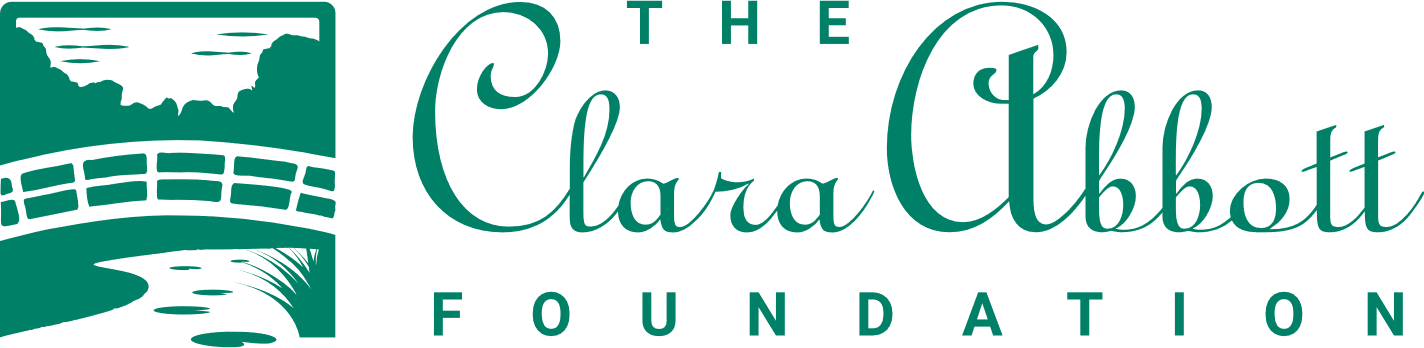 THE
Clara Abbott
FOUNDATION